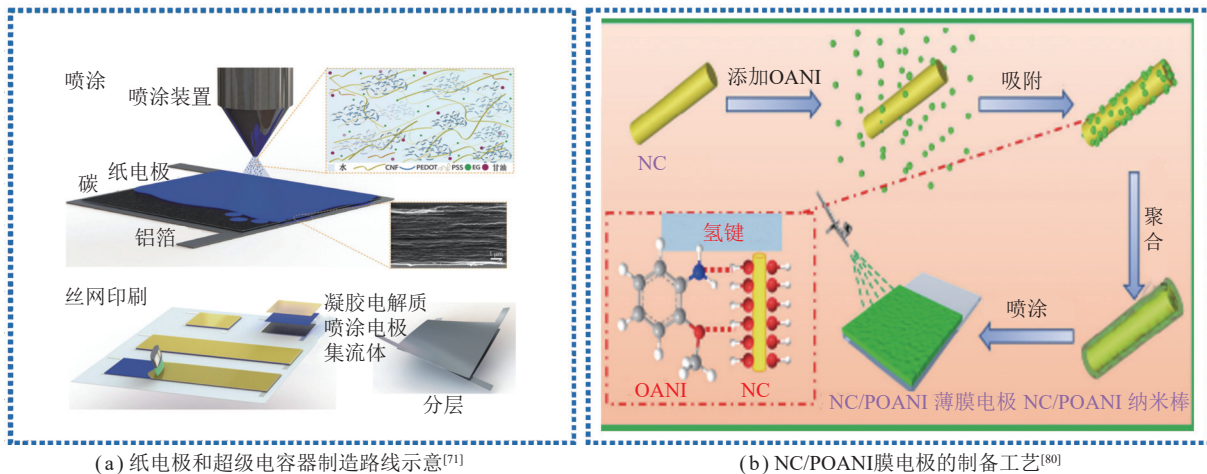 喷涂
喷涂装置
水 CNF PEDOT PSS EG 甘油
纸电极
碳
铝箔
1 μm
丝网印刷
凝胶电解质
喷涂电极
集流体
分层
(a) 纸电极和超级电容器制造路线示意[71]
NC
添加OANI
吸附
聚合
氢键
OANI
NC
喷涂
NC/POANI 薄膜电极 NC/POANI 纳米棒
(b) NC/POANI膜电极的制备工艺[80]